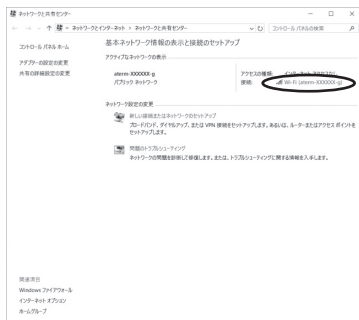 ネットワークと共有センター
ネットワークとインターネット > ネットワークと共有センター
コントロール パネルの検索
コントロール パネル ホーム
アダプターの設定の変更
共有の詳細設定の変更
基本ネットワーク情報の表示と接続のセットアップ
アクティブなネットワークの表示
aterm-XXXXXX-g
パブリック ネットワーク
アクセスの種類:
接続: Wi-Fi (aterm-XXXXXX-g)
ネットワーク設定の変更
新しい接続またはネットワークのセットアップ
ブロードバンド、ダイヤルアップ、または VPN 接続をセットアップします。あるいは、ルーターまたはアクセス ポイントを
セットアップします。
問題のトラブルシューティング
ネットワークの問題を診断して修復します。または、トラブルシューティングに関する情報を入手します。
関連項目
Windows ファイアウォール
インターネット オプション
ホームグループ